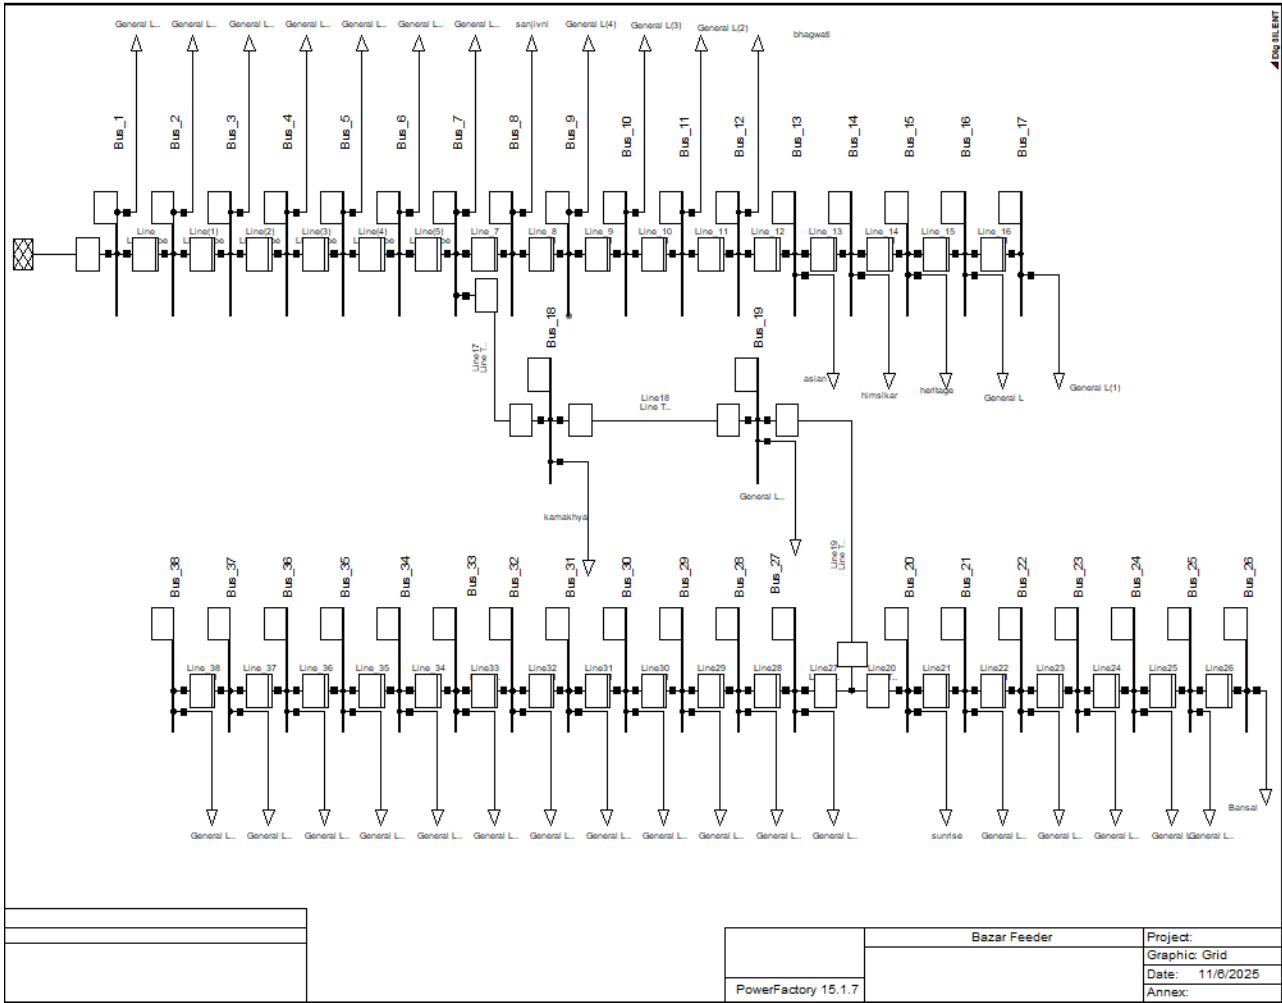 General L.. General L.. General L.. General L.. General L.. General L.. General L.. sanjivni General L(4) General L(3) General L(2) bhagwati
DIgSILENT
Bus_1 Bus_2 Bus_3 Bus_4 Bus_5 Bus_6 Bus_7 Bus_8 Bus_9 Bus_10 Bus_11 Bus_12 Bus_13 Bus_14 Bus_15 Bus_16 Bus_17
Line Line(1) Line(2) Line(3) Line(4) Line(5) Line_7 Line_8 Line_9 Line_10 Line_11 Line_12 Line_13 Line_14 Line_15 Line_16
Bus_18 Bus_19
Line17
Line T..
asian himsikar heritage General L General L(1)
Line18
Line T..
General L..
kamakhya
Line19
Line T..
Bus_38 Bus_37 Bus_36 Bus_35 Bus_34 Bus_33 Bus_32 Bus_31 Bus_30 Bus_29 Bus_28 Bus_27 Bus_20 Bus_21 Bus_22 Bus_23 Bus_24 Bus_25 Bus_26
Line_38 Line_37 Line_36 Line_35 Line_34 Line33 Line32 Line31 Line30 Line29 Line28 Line27 Line20 Line21 Line22 Line23 Line24 Line25 Line26
Bansal
General L.. General L.. General L.. General L.. General L.. General L.. General L.. General L.. General L.. General L.. General L.. General L.. sunrise General L.. General L.. General L.. General L General L..
Bazar Feeder
Project:
Graphic: Grid
PowerFactory 15.1.7
Date: 11/6/2025
Annex: